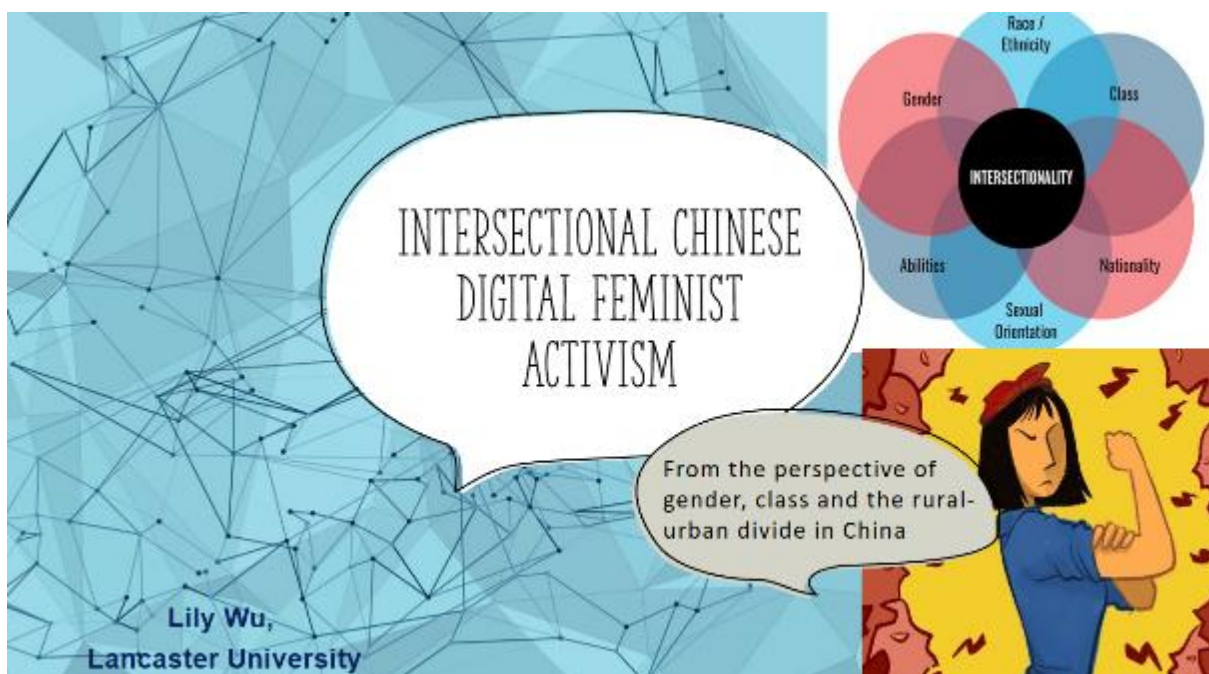 INTERSECTIONAL CHINESE
DIGITAL FEMINIST
ACTIVISM
From the perspective of
gender, class and the rural-
urban divide in China
Lily Wu,
Lancaster University
Race /
Ethnicity
Gender
Class
INTERSECTIONALITY
Abilities
Nationality
Sexual
Orientation